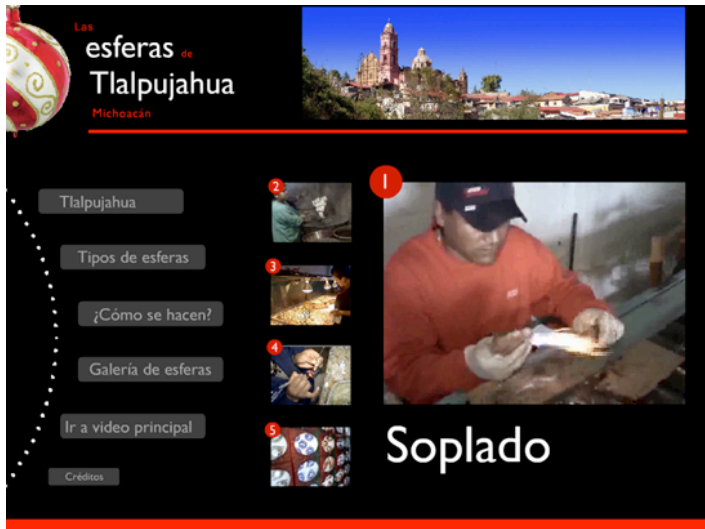 Las
esferas de
Tlalpujahua
Michoacán
Tlalpujahua
Tipos de esferas
¿Cómo se hacen?
Galería de esferas
Ir a video principal
Créditos
2
3
4
5
1
Soplado